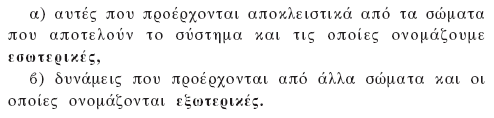 α) αυτές που προέρχονται αποκλειστικά από τα σώματα
που αποτελούν το σύστημα και τις οποίες ονομάζουμε
εσωτερικές,
β) δυνάμεις που προέρχονται από άλλα σώματα και οι
οποίες ονομάζονται εξωτερικές.